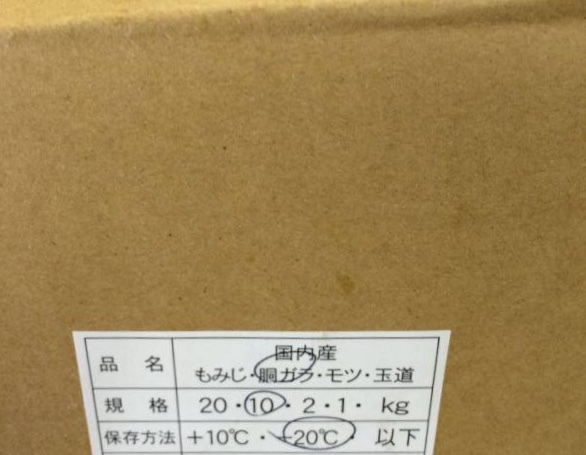 品 名
国内産
もみじ・胴ガラ・モツ・玉道
規 格 20・10・2・1・ kg
保存方法 +10℃・-20℃・ 以下